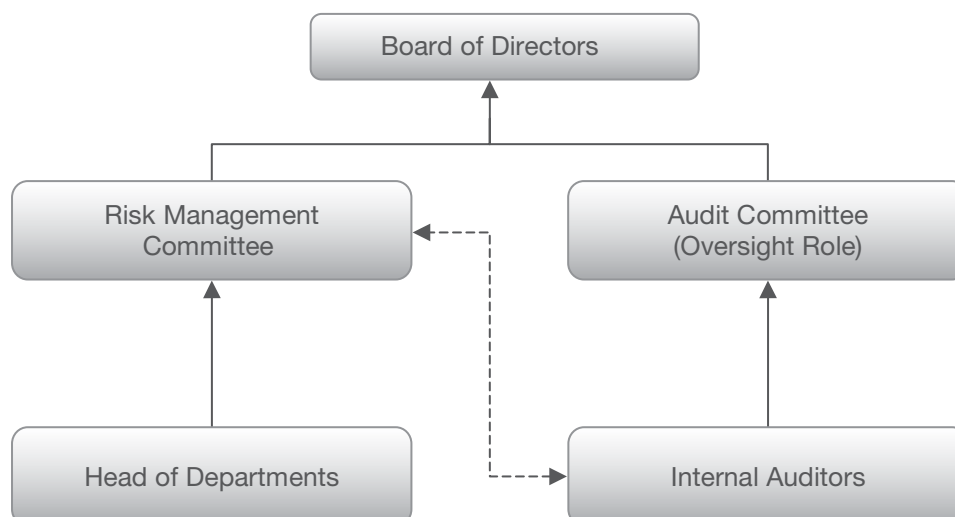 Board of Directors
Risk Management
Committee
Audit Committee
(Oversight Role)
Head of Departments
Internal Auditors